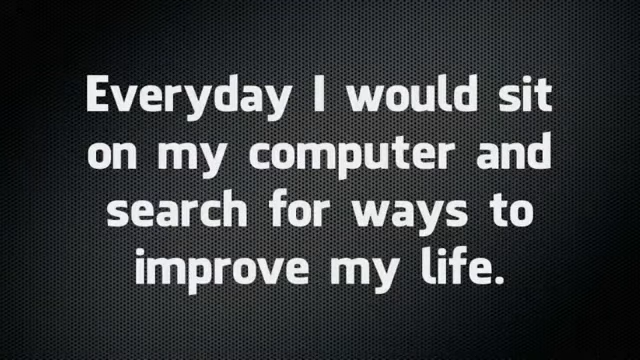 Everyday I would sit
on my computer and
search for ways to
improve my life.